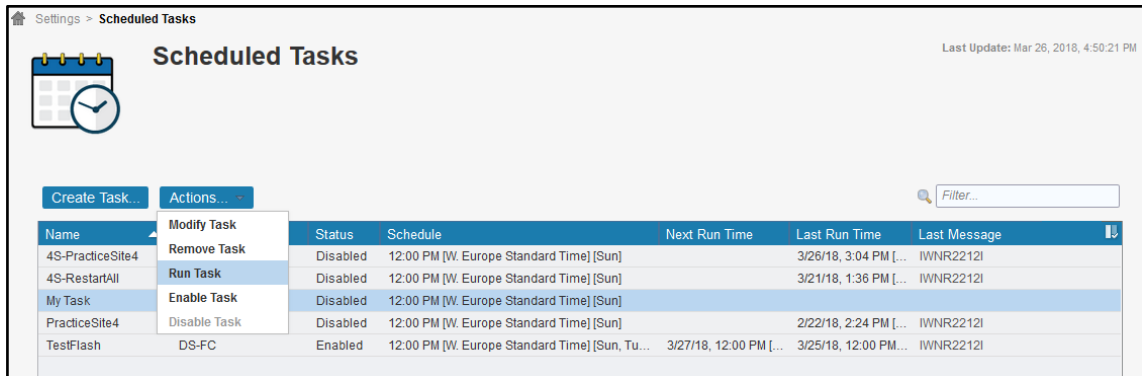 Settings > Scheduled Tasks
Scheduled Tasks
Last Update: Mar 26, 2018, 4:50:21 PM
Create Task... Actions... Filter...
Name Status Schedule Next Run Time Last Run Time Last Message
Modify Task
Remove Task
Run Task
Enable Task
Disable Task
4S-PracticeSite4 Disabled 12:00 PM [W. Europe Standard Time] [Sun] 3/26/18, 3:04 PM [... IWNR2212I
4S-RestartAll Disabled 12:00 PM [W. Europe Standard Time] [Sun] 3/21/18, 1:36 PM [... IWNR2212I
My Task Disabled 12:00 PM [W. Europe Standard Time] [Sun]
PracticeSite4 Disabled 12:00 PM [W. Europe Standard Time] [Sun] 2/22/18, 2:24 PM [... IWNR2212I
TestFlash DS-FC Enabled 12:00 PM [W. Europe Standard Time] [Sun, Tu... 3/27/18, 12:00 PM [... 3/25/18, 12:00 PM... IWNR2212I